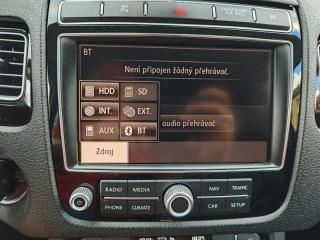 BT
Není připojen žádný přehrávač.
HDD SD
INT. EXT.
AUX BT
audio přehrávač
Zdroj
RADIO MEDIA NAV TRAFFIC
PHONE CLIMATE CAR SETUP